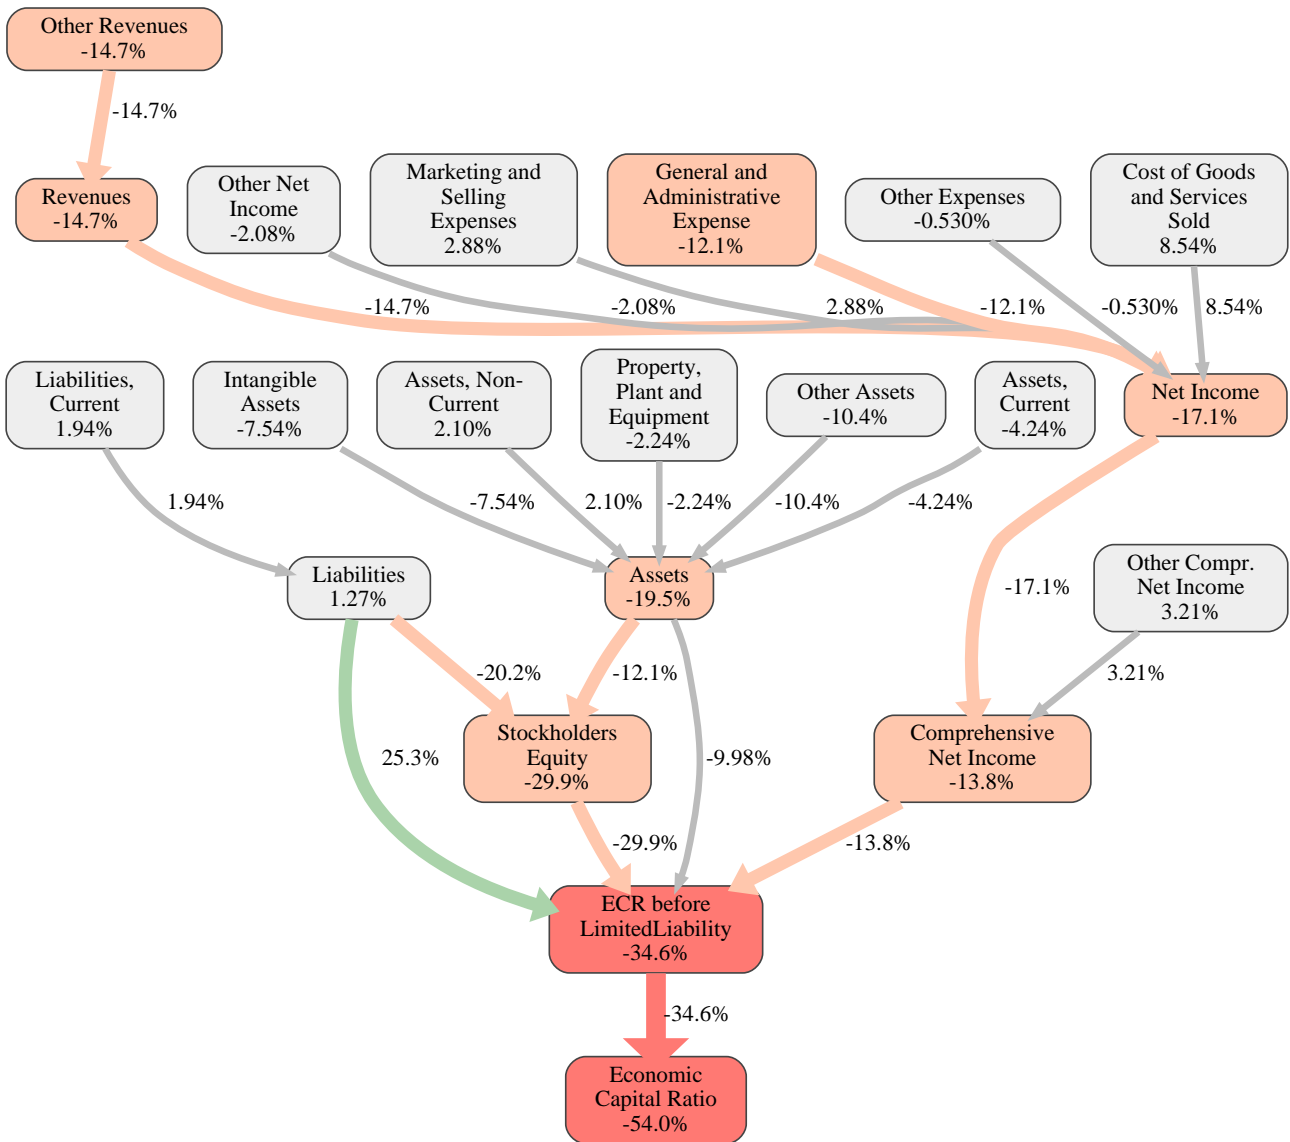 Other Revenues
-14.7%
-14.7%
Revenues
-14.7%
Other Net
Income
-2.08%
Marketing and
Selling
Expenses
2.88%
General and
Administrative
Expense
-12.1%
Other Expenses
-0.530%
Cost of Goods
and Services
Sold
8.54%
-14.7%
-2.08%
2.88%
-12.1%
-0.530%
8.54%
Liabilities,
Current
1.94%
Intangible
Assets
-7.54%
Assets, Non-
Current
2.10%
Property,
Plant and
Equipment
-2.24%
Other Assets
-10.4%
Assets,
Current
-4.24%
Net Income
-17.1%
1.94%
-7.54%
2.10%
-2.24%
-10.4%
-4.24%
-17.1%
Liabilities
1.27%
Assets
-19.5%
Other Compr.
Net Income
3.21%
-20.2%
-12.1%
3.21%
25.3%
Stockholders
Equity
-29.9%
-9.98%
Comprehensive
Net Income
-13.8%
-29.9%
-13.8%
ECR before
LimitedLiability
-34.6%
-34.6%
Economic
Capital Ratio
-54.0%